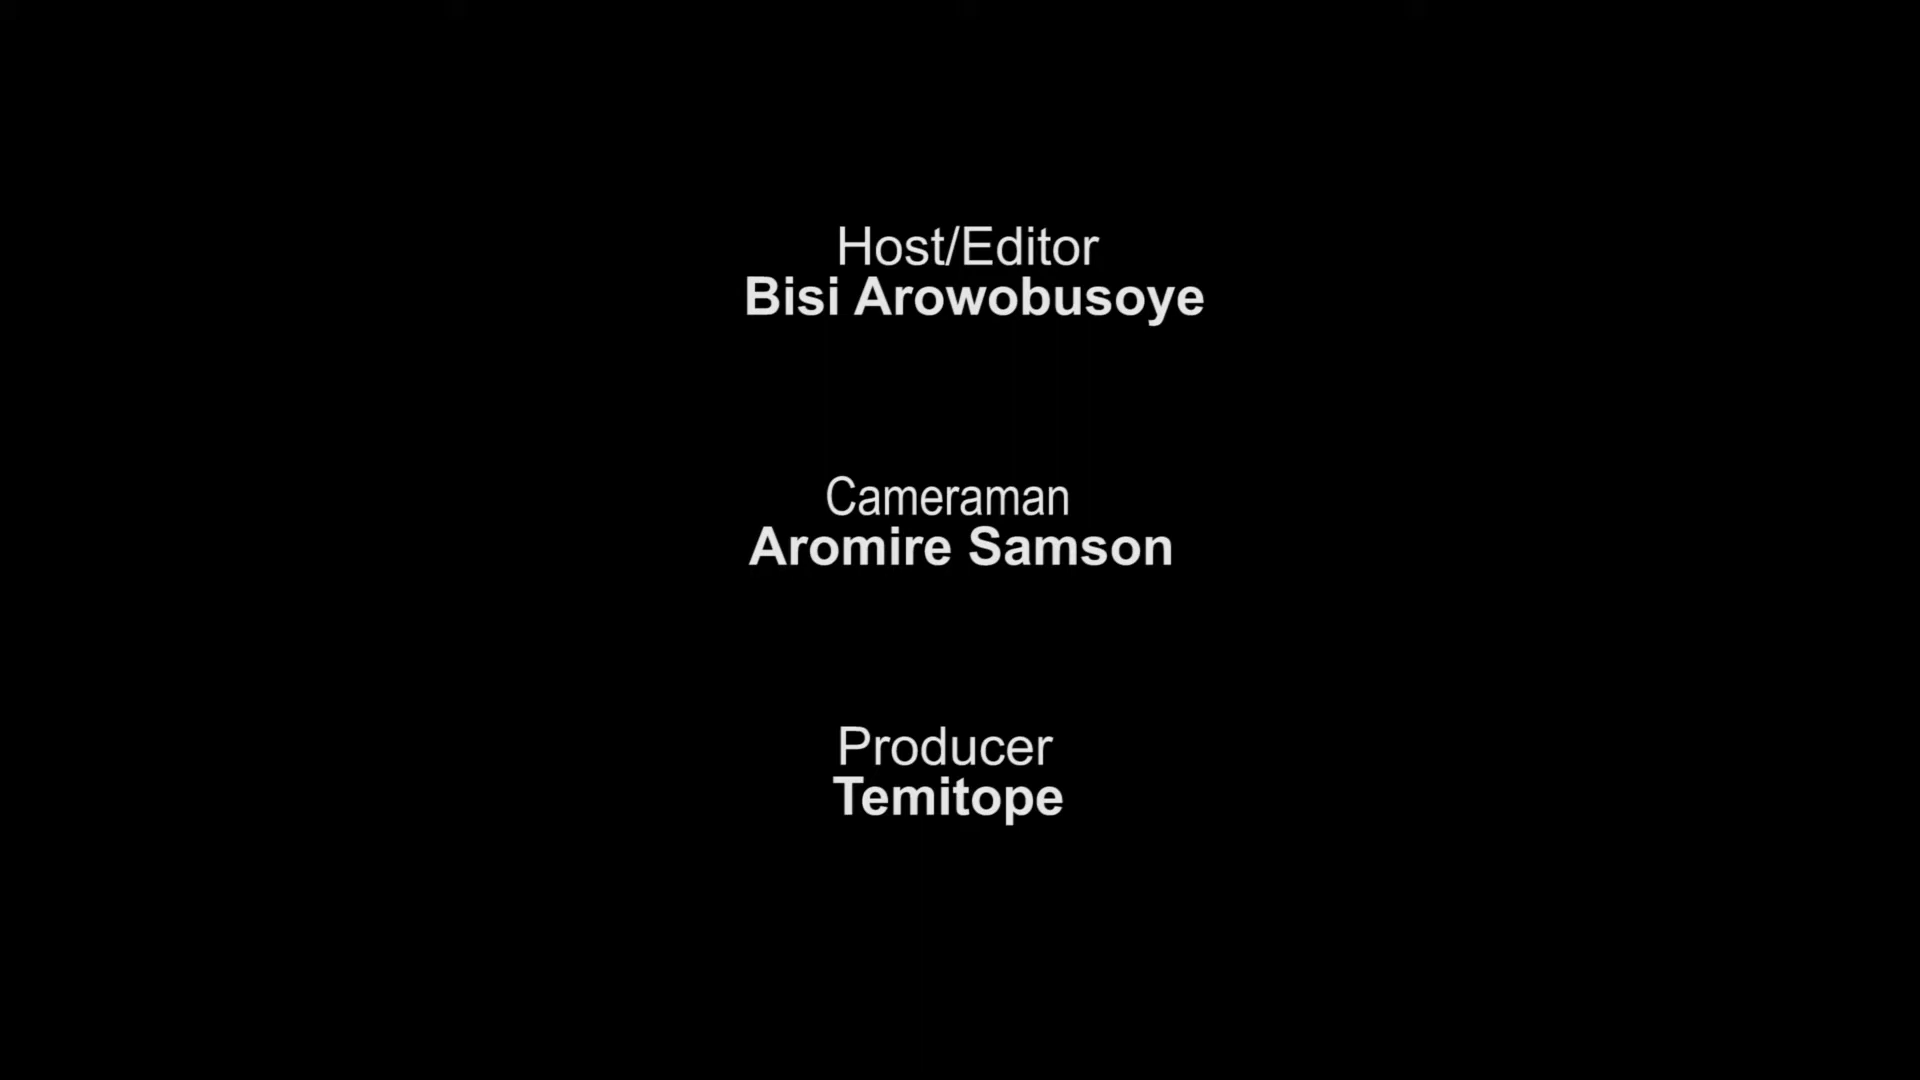 Host/Editor
Bisi Arowobusoye
Cameraman
Aromire Samson
Producer
Temitope